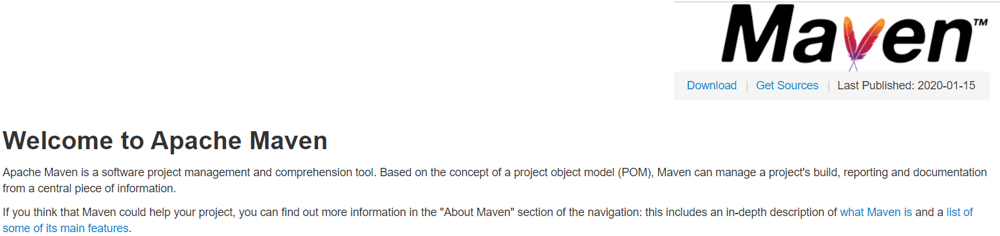 Maven™
Download | Get Sources | Last Published: 2020-01-15
Welcome to Apache Maven
Apache Maven is a software project management and comprehension tool. Based on the concept of a project object model (POM), Maven can manage a project's build, reporting and documentation
from a central piece of information.
If you think that Maven could help your project, you can find out more information in the "About Maven" section of the navigation: this includes an in-depth description of what Maven is and a list of
some of its main features.